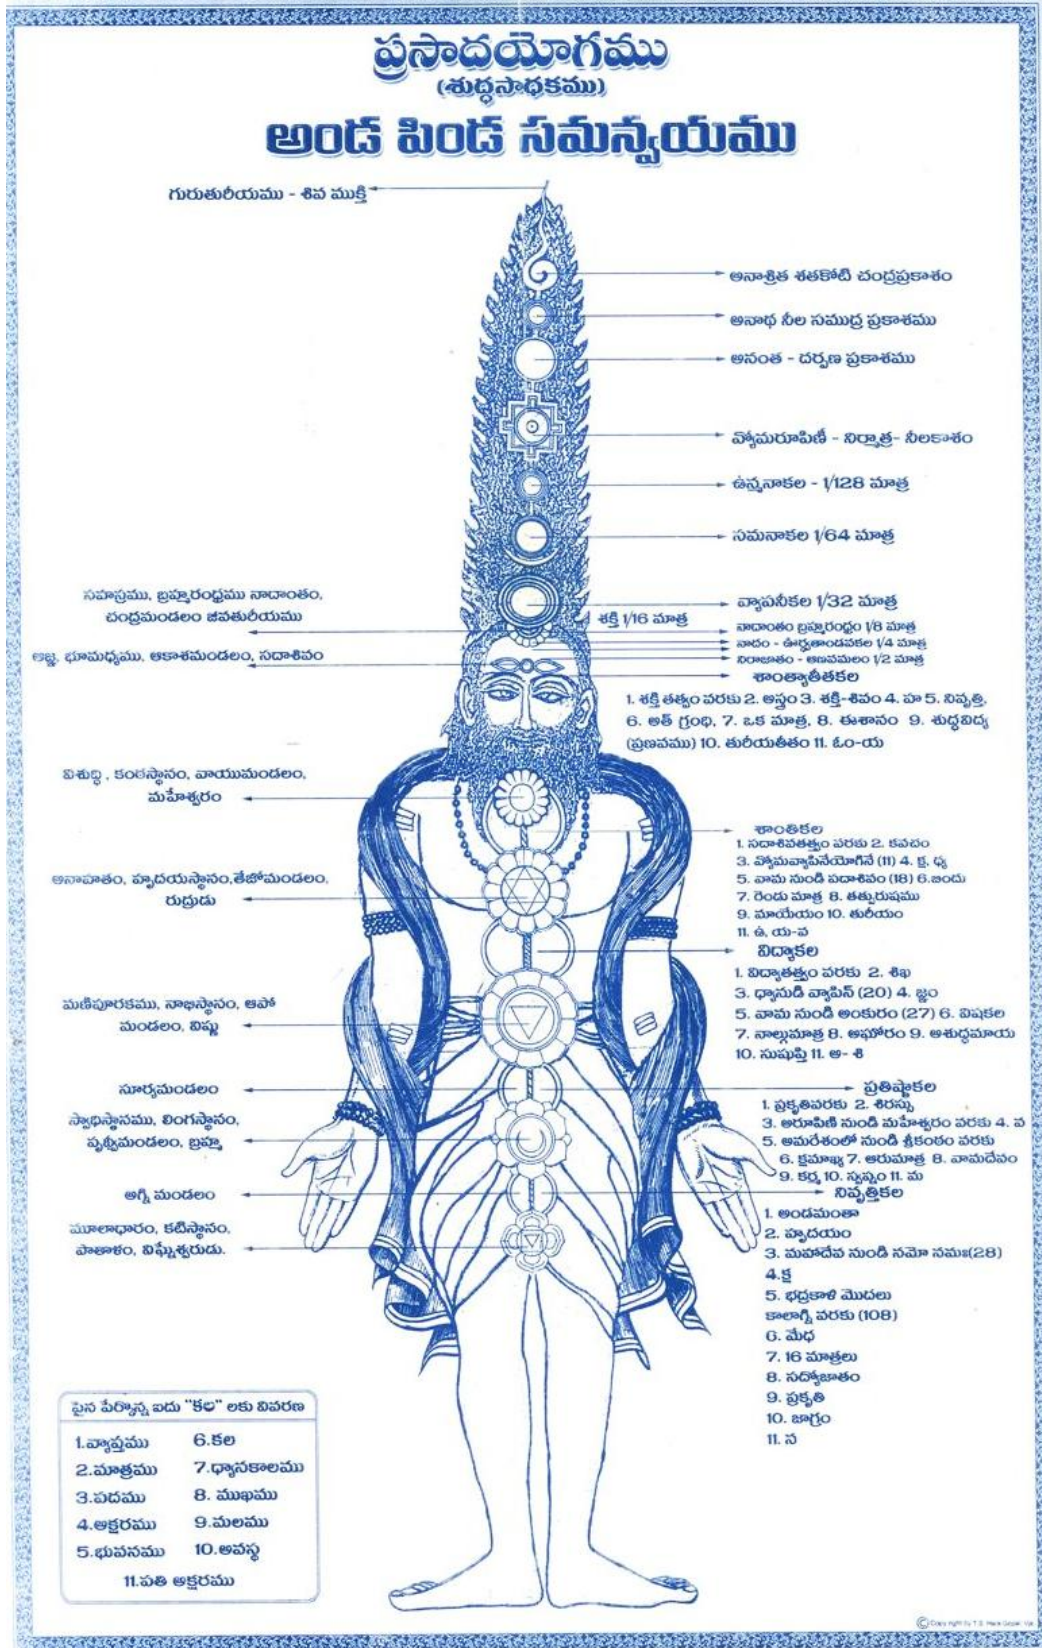 ప్రసాదయోగము
(శుద్ధసాధకము)
అండ పిండ సమన్వయము
గురుతురీయము - శివ ముక్తి
అనాశ్రిత శతకోటి చంద్రప్రకాశం
అనాథ నీల సముద్ర ప్రకాశము
అనంత - దర్పణ ప్రకాశము
వ్యోమరూపిణీ - నిర్మాత్ర- నీలకాశం
ఉన్మనాకల - 1/128 మాత్ర
సమనాకల 1/64 మాత్ర
వ్యాపనీకల 1/32 మాత్ర
శక్తి 1/16 మాత్ర
నాదాంతం బ్రహ్మరంధ్రం 1/8 మాత్ర
నాదం - ఊర్ధ్వతాండవకల 1/4 మాత్ర
నిరాజాతం - ఆణవమలం 1/2 మాత్ర
శాంత్యాతీతకల
1. శక్తి తత్వం వరకు 2. అస్త్రం 3. శక్తి-శివం 4. హ 5. నివృత్తి,
6. అత్ గ్రంధి, 7. ఒక మాత్ర, 8. ఈశానం 9. శుద్ధవిద్య
(ప్రణవము) 10. తురీయతీతం 11. ఓం-య
సహస్రము, బ్రహ్మరంధ్రము నాదాంతం,
చంద్రమండలం జీవతురీయము
ఆజ్ఞ, భూమధ్యము, ఆకాశమండలం, సదాశివం
విశుద్ధి , కంఠస్థానం, వాయుమండలం,
మహేశ్వరం
అనాహతం, హృదయస్థానం,తేజోమండలం,
రుద్రుడు
మణిపూరకము, నాభిస్థానం, ఆపో
మండలం, విష్ణు
సూర్యమండలం
స్వాధిస్థానము, లింగస్థానం,
పృథ్వీమండలం, బ్రహ్మ
అగ్ని మండలం
మూలాధారం, కటిస్థానం,
పాతాళం, విఘ్నేశ్వరుడు.
శాంతికల
1. సదాశివతత్వం వరకు 2. కవచం
3. వ్యోమవ్యాపినేయోగినే (11) 4. క్ష, ధ్య
5. వామ నుండి సదాశివం (18) 6.బిందు
7. రెండు మాత్ర 8. తత్పురుషము
9. మాయేయం 10. తురీయం
11. ఉ, య-వ
విద్యాకల
1. విద్యాతత్వం వరకు 2. శిఖ
3. ధ్యానుడి వ్యాపిన్ (20) 4. జ్ఞం
5. వామ నుండి అంకురం (27) 6. విషకల
7. నాల్గుమాత్ర 8. అఘోరం 9. అశుద్ధమాయ
10. సుషుప్తి 11. అ- శి
ప్రతిష్ఠాకల
1. ప్రకృతివరకు 2. శిరస్సు
3. అరూపిణి నుండి మహేశ్వరం వరకు 4. వ
5. అమరేశంలో నుండి శ్రీకంఠం వరకు
6. క్షమాఖ్య 7. ఆరుమాత్ర 8. వామదేవం
9. కర్మ 10. స్వప్నం 11. మ
నివృత్తికల
1. అండమంతా
2. హృదయం
3. మహాదేవ నుండి నమో నమః(28)
4.క్ష
5. భద్రకాళి మొదలు
కాలాగ్ని వరకు (108)
6. మేధ
7. 16 మాత్రలు
8. సద్యోజాతం
9. ప్రకృతి
10. జాగ్రం
11. న
పైన పేర్కొన్న ఐదు "కల" లకు వివరణ
1.వ్యాప్తము 6.కల
2.మాత్రము 7.ధ్యానకాలము
3.పదము 8. ముఖము
4.అక్షరము 9.మలము
5.భువనము 10.అవస్థ
11.పతి అక్షరము